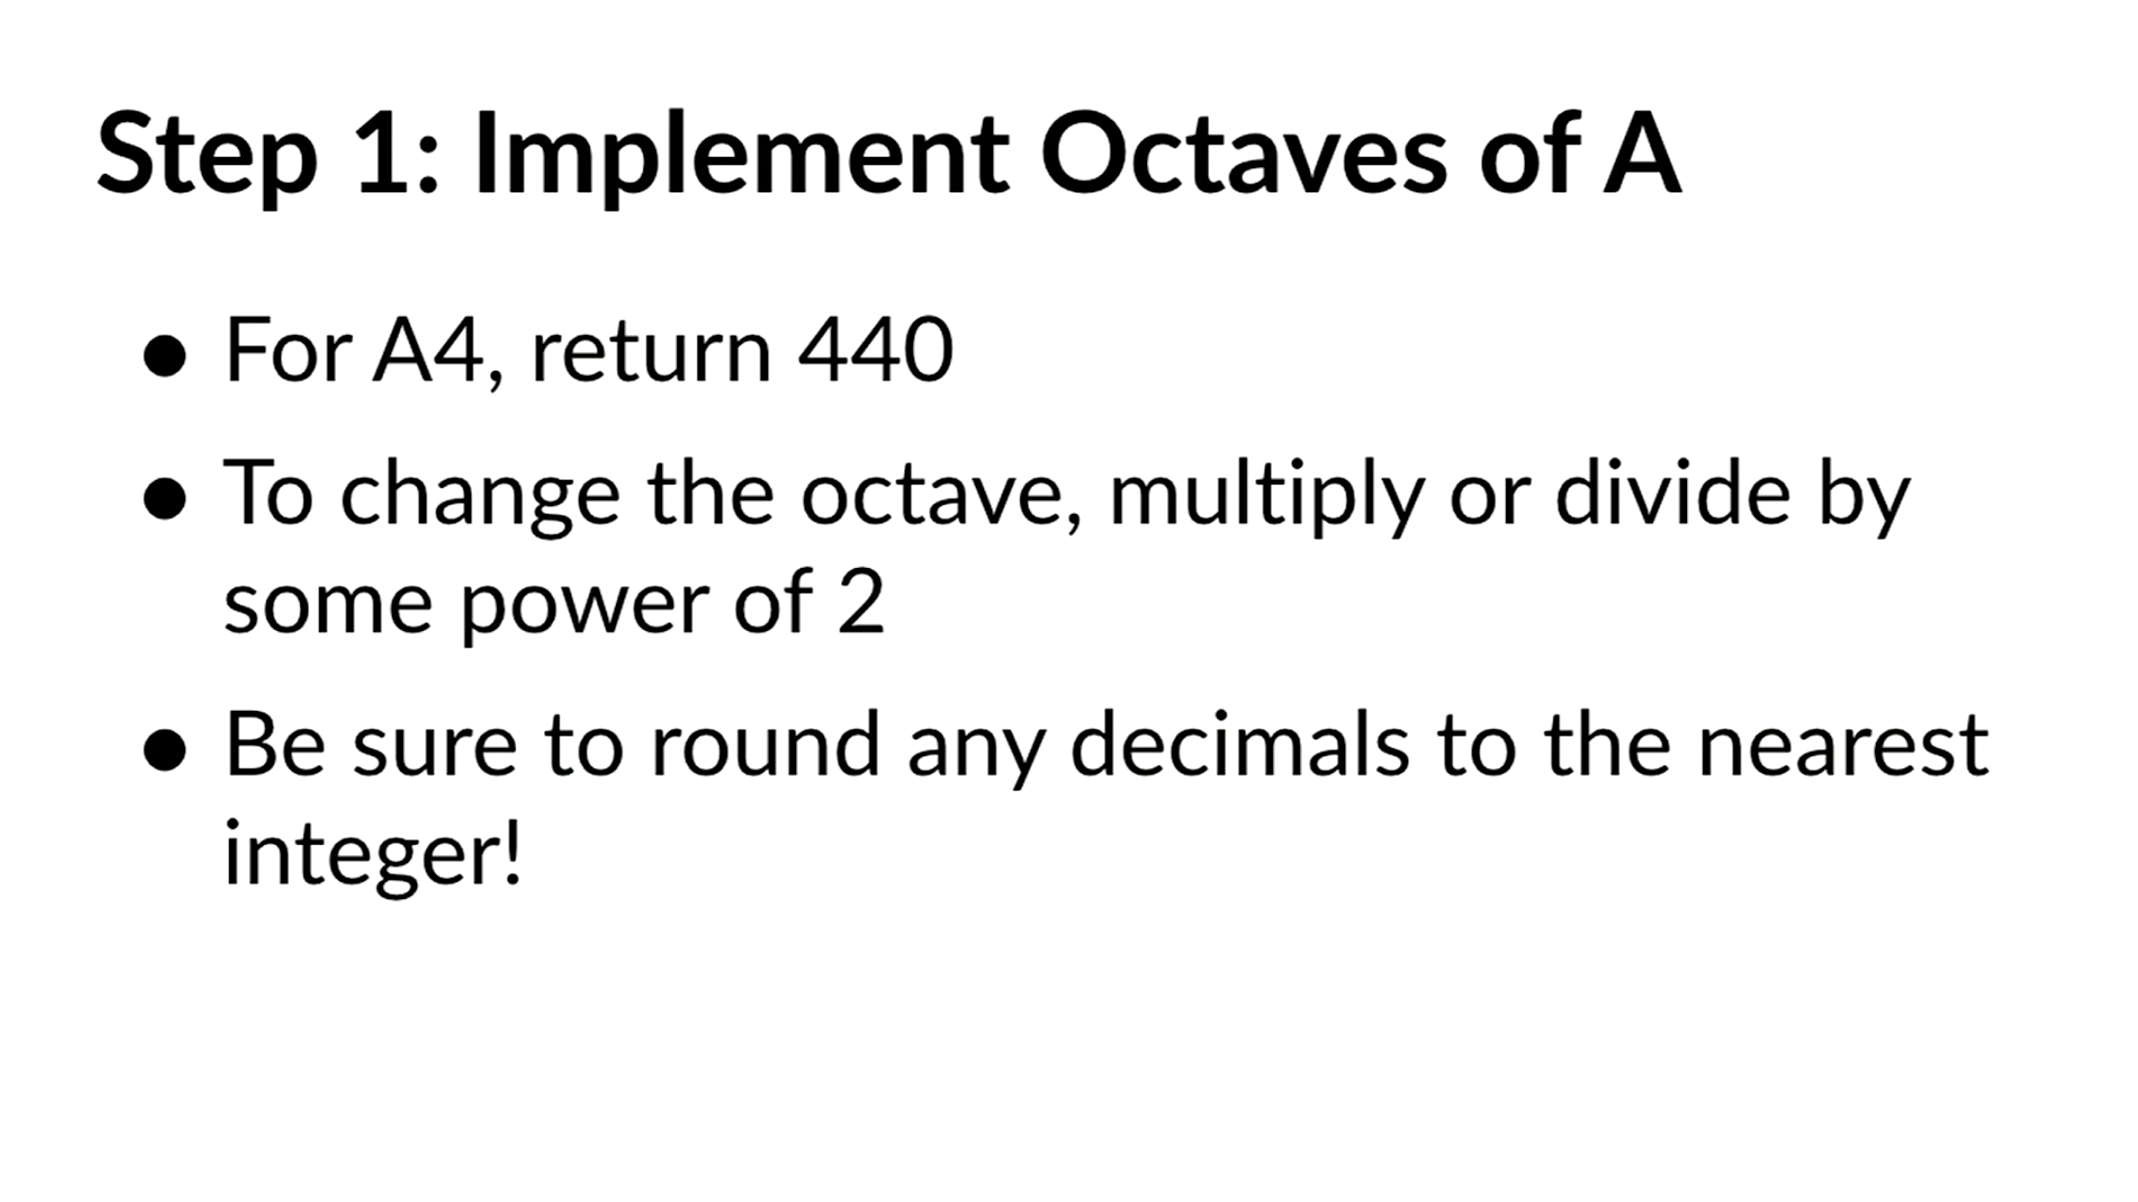 Step 1: Implement Octaves of A
● For A4, return 440
● To change the octave, multiply or divide by
some power of 2
● Be sure to round any decimals to the nearest
integer!